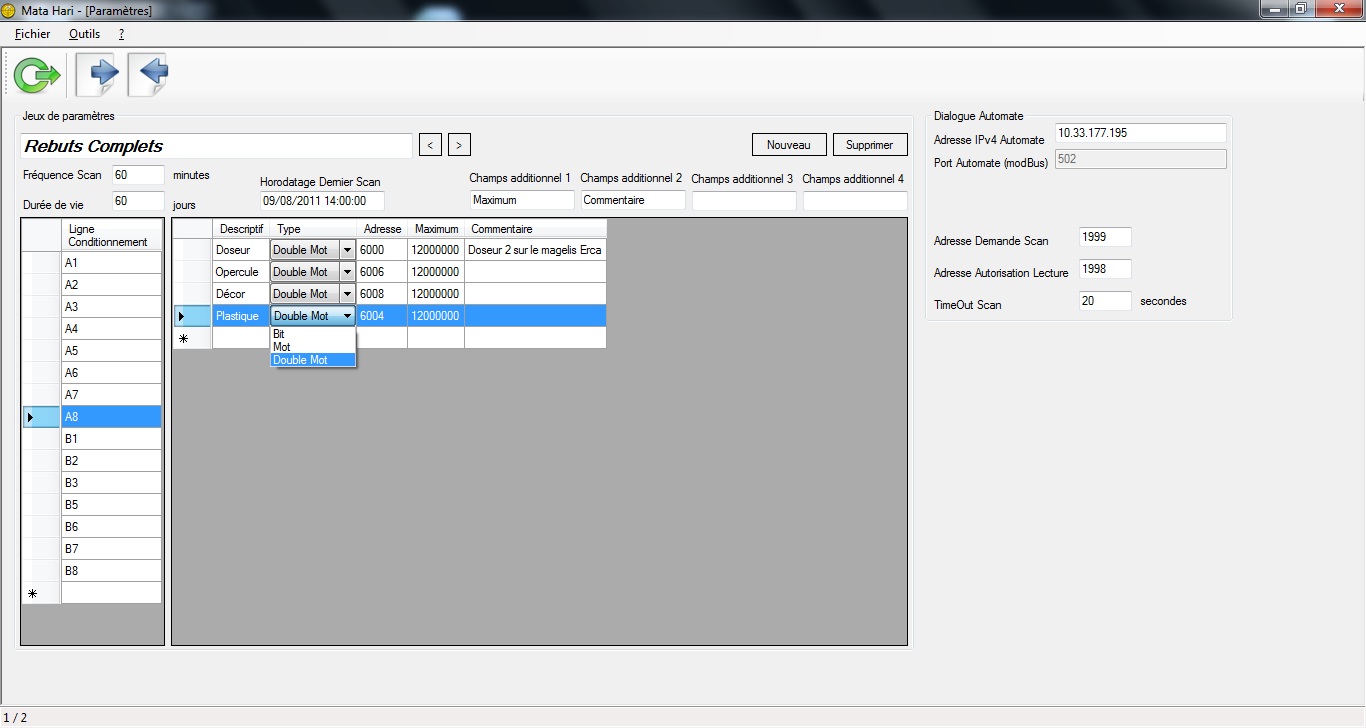 Mata Hari - [Paramètres]
Fichier Outils ?
Jeux de paramètres
Rebuts Complets < > Nouveau Supprimer
Fréquence Scan 60 minutes
Durée de vie 60 jours
Horodatage Dernier Scan
09/08/2011 14:00:00
Champs additionnel 1 Champs additionnel 2 Champs additionnel 3 Champs additionnel 4
Maximum Commentaire
Ligne
Conditionnement
A1
A2
A3
A4
A5
A6
A7
A8
B1
B2
B3
B5
B6
B7
B8
Descriptif Type Adresse Maximum Commentaire
Doseur Double Mot 6000 12000000 Doseur 2 sur le magelis Erca
Opercule Double Mot 6006 12000000
Décor Double Mot 6008 12000000
Plastique Double Mot 6004 12000000
Bit
Mot
Double Mot
Dialogue Automate
Adresse IPv4 Automate 10.33.177.195
Port Automate (modBus) 502
Adresse Demande Scan 1999
Adresse Autorisation Lecture 1998
TimeOut Scan 20 secondes
1 / 2